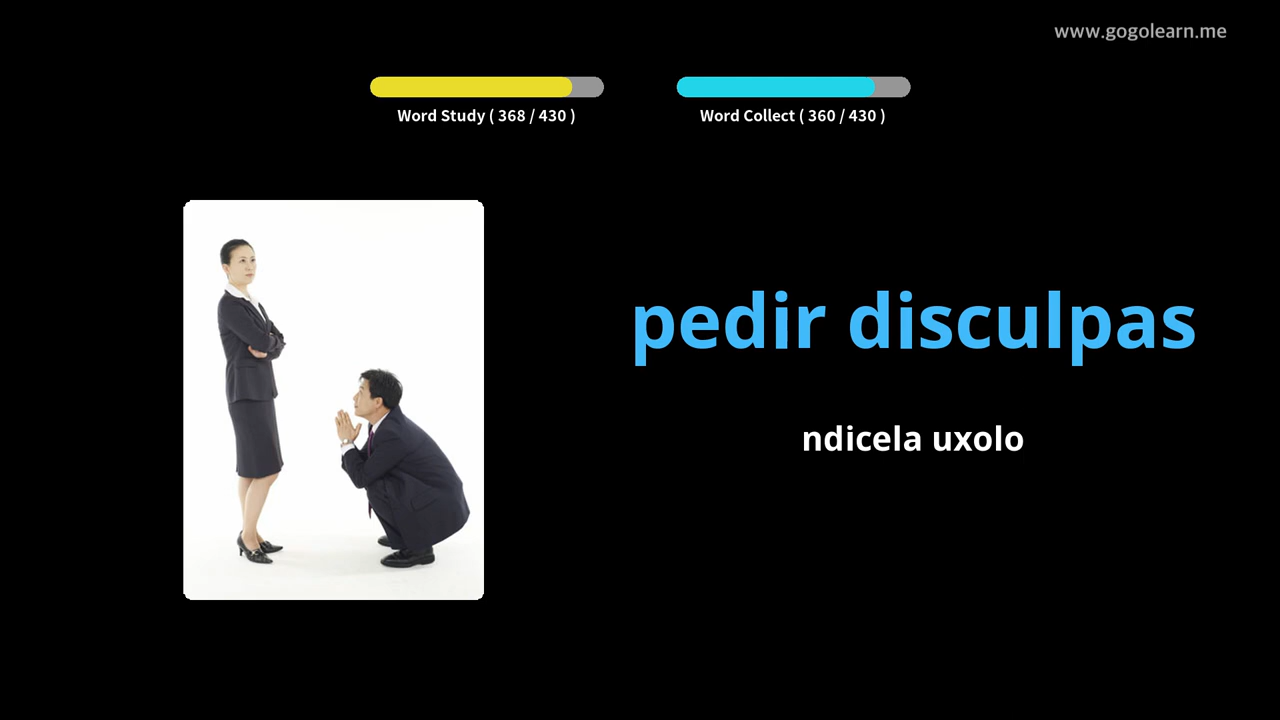 www.gogolearn.me
Word Study ( 368 / 430 )
Word Collect ( 360 / 430 )
pedir disculpas
ndicela uxolo